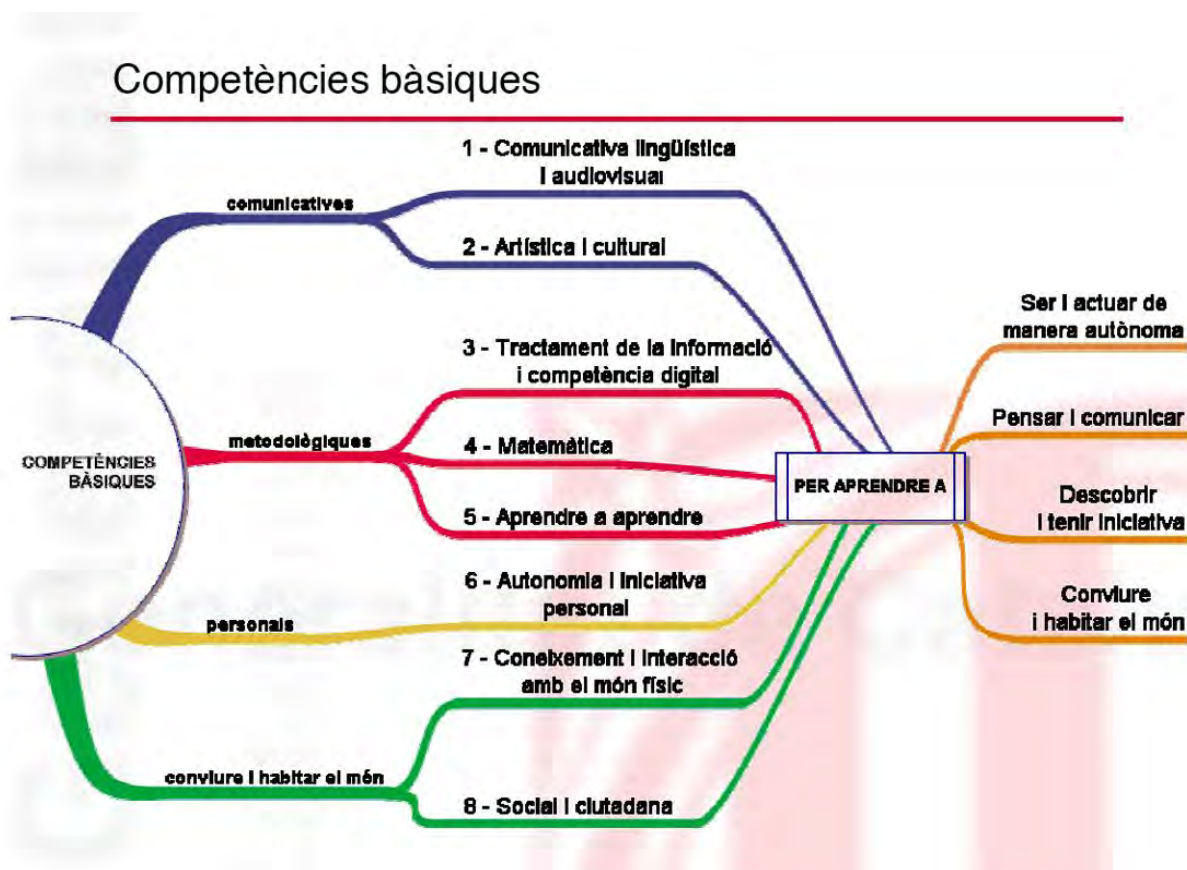 Competències bàsiques
1 - Comunicativa lingüística
i audiovisual
comunicatives
2 - Artística i cultural
3 - Tractament de la informació
i competència digital
metodològiques
4 - Matemàtica
5 - Aprendre a aprendre
COMPETÈNCIES
BÀSIQUES
6 - Autonomia i iniciativa
personal
personals
7 - Coneixement i interacció
amb el món físic
conviure i habitar el món
8 - Social i ciutadana
PER APRENDRE A
Ser i actuar de
manera autònoma
Pensar i comunicar
Descobrir
i tenir iniciativa
Conviure
i habitar el món